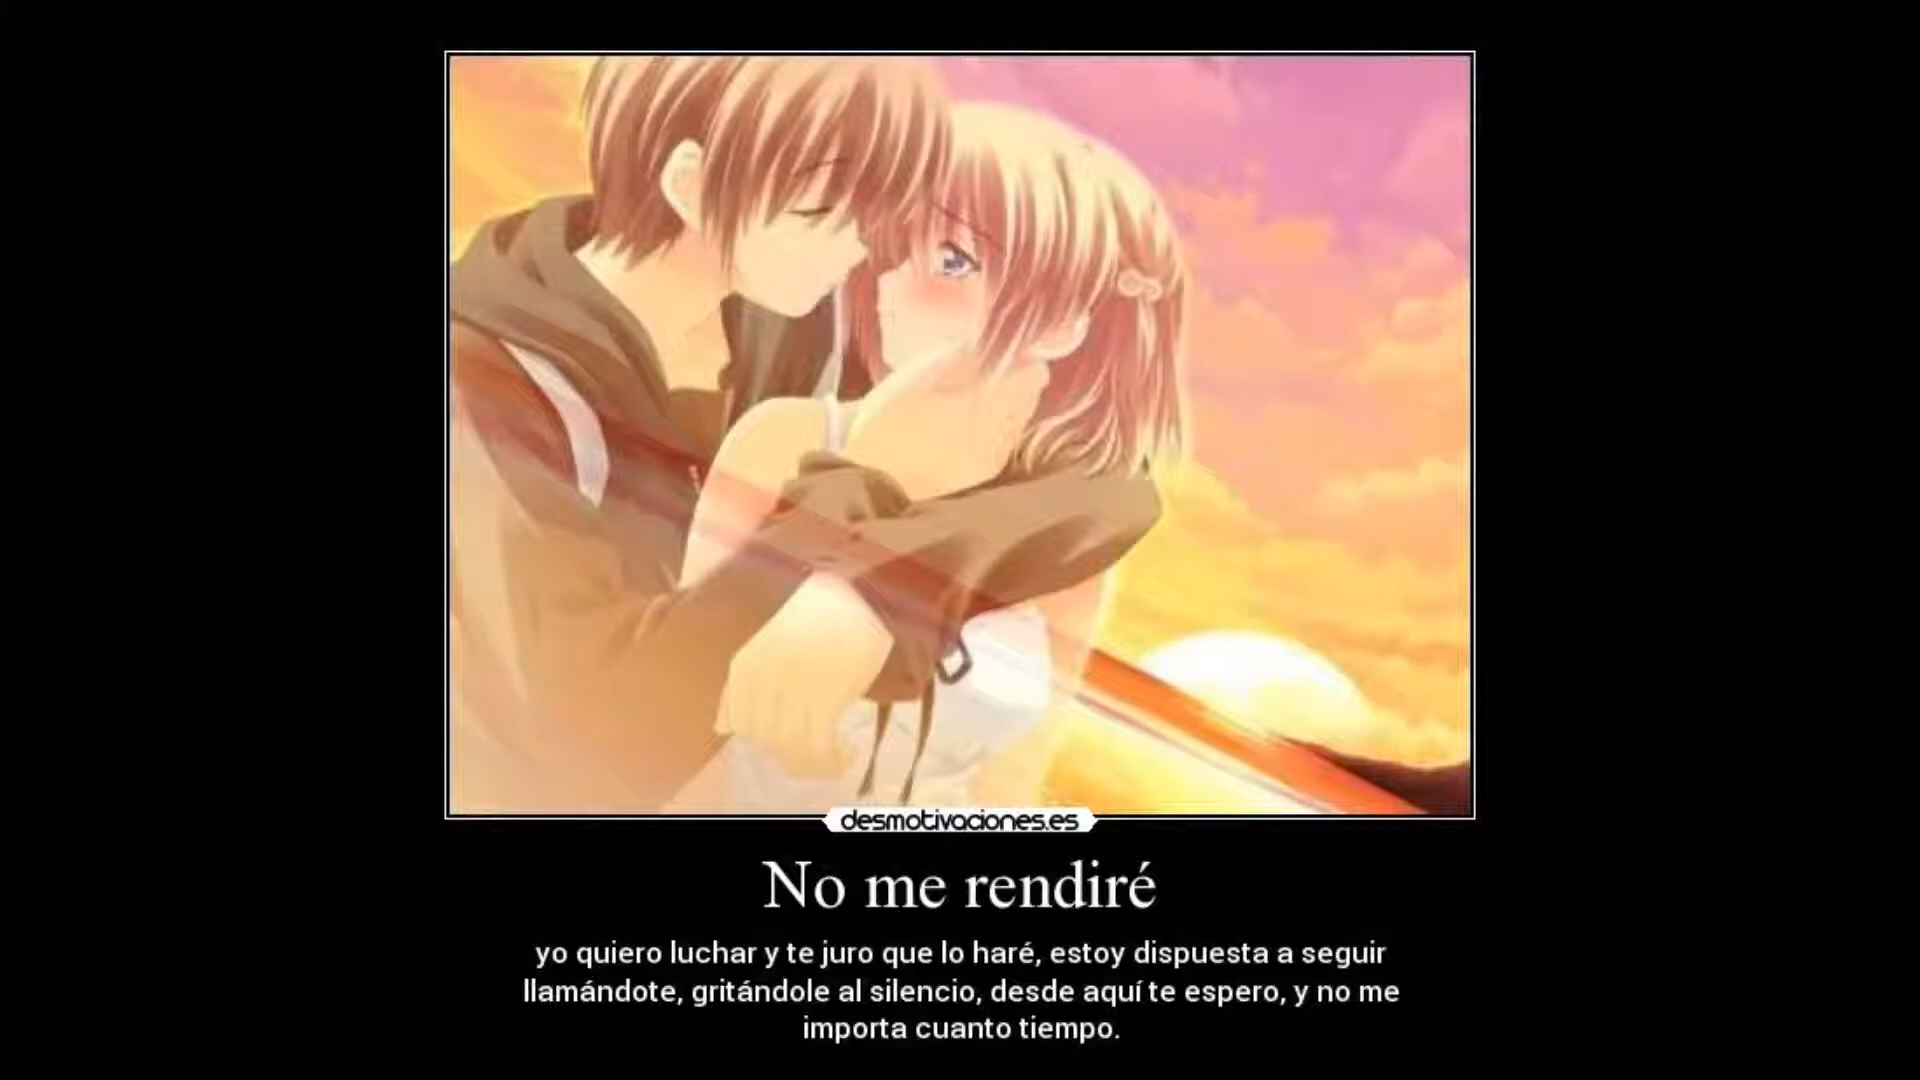 desmotivaciones.es
No me rendiré
yo quiero luchar y te juro que lo haré, estoy dispuesta a seguir
llamándote, gritándole al silencio, desde aquí te espero, y no me
importa cuanto tiempo.